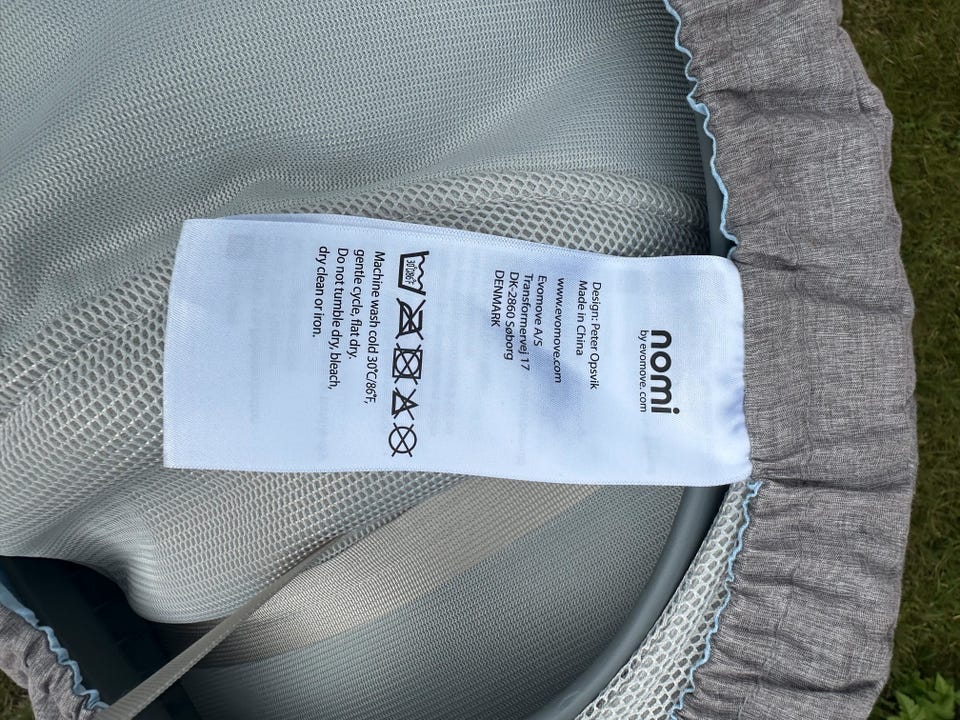 nomi
by evomove.com
Design: Peter Opsvik
Made in China
www.evomove.com
Evomove A/S
Transformervej 17
DK-2860 Søborg
DENMARK
30°C/86°F
Machine wash cold 30°C/86°F,
gentle cycle, flat dry.
Do not tumble dry, bleach,
dry clean or iron.